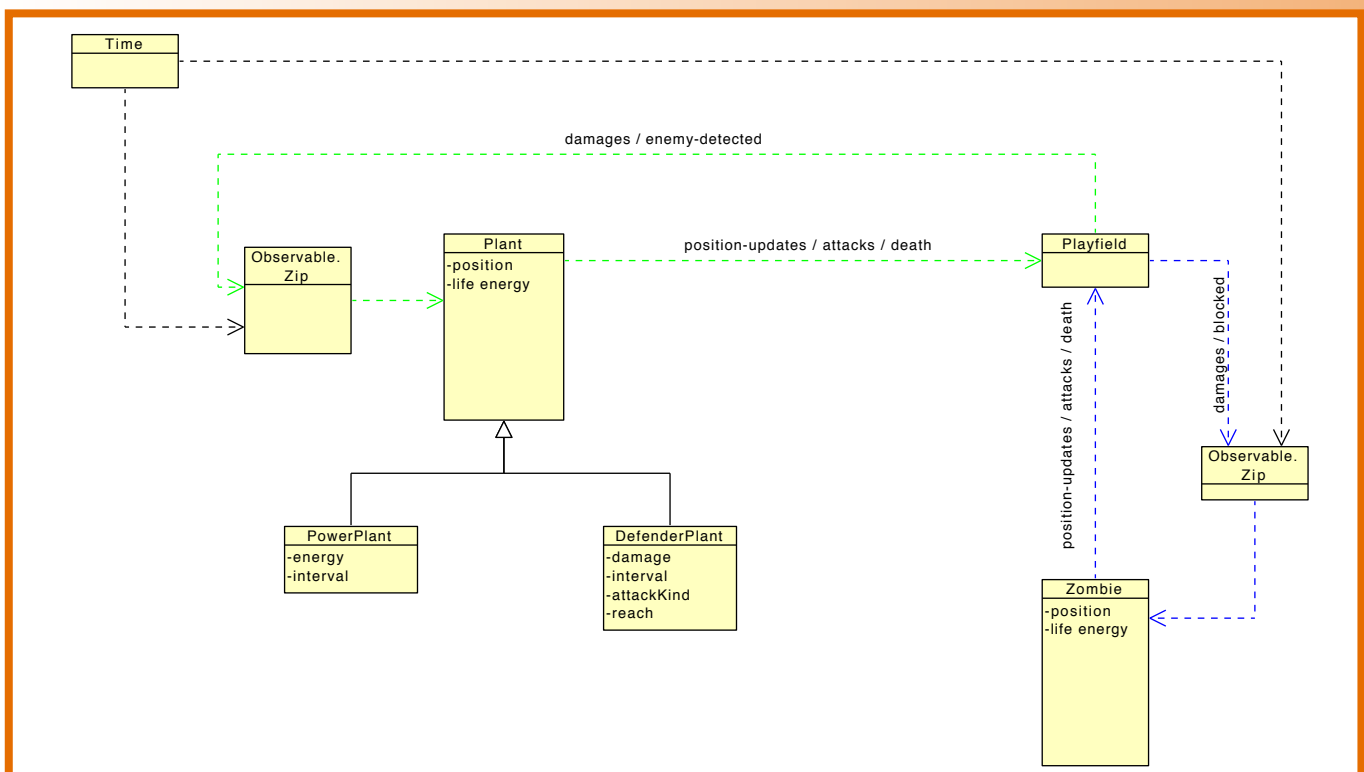 Time
damages / enemy-detected
Observable.
Zip
Plant
-position
-life energy
position-updates / attacks / death
Playfield
damages / blocked
position-updates / attacks / death
Observable.
Zip
PowerPlant
-energy
-interval
DefenderPlant
-damage
-interval
-attackKind
-reach
Zombie
-position
-life energy